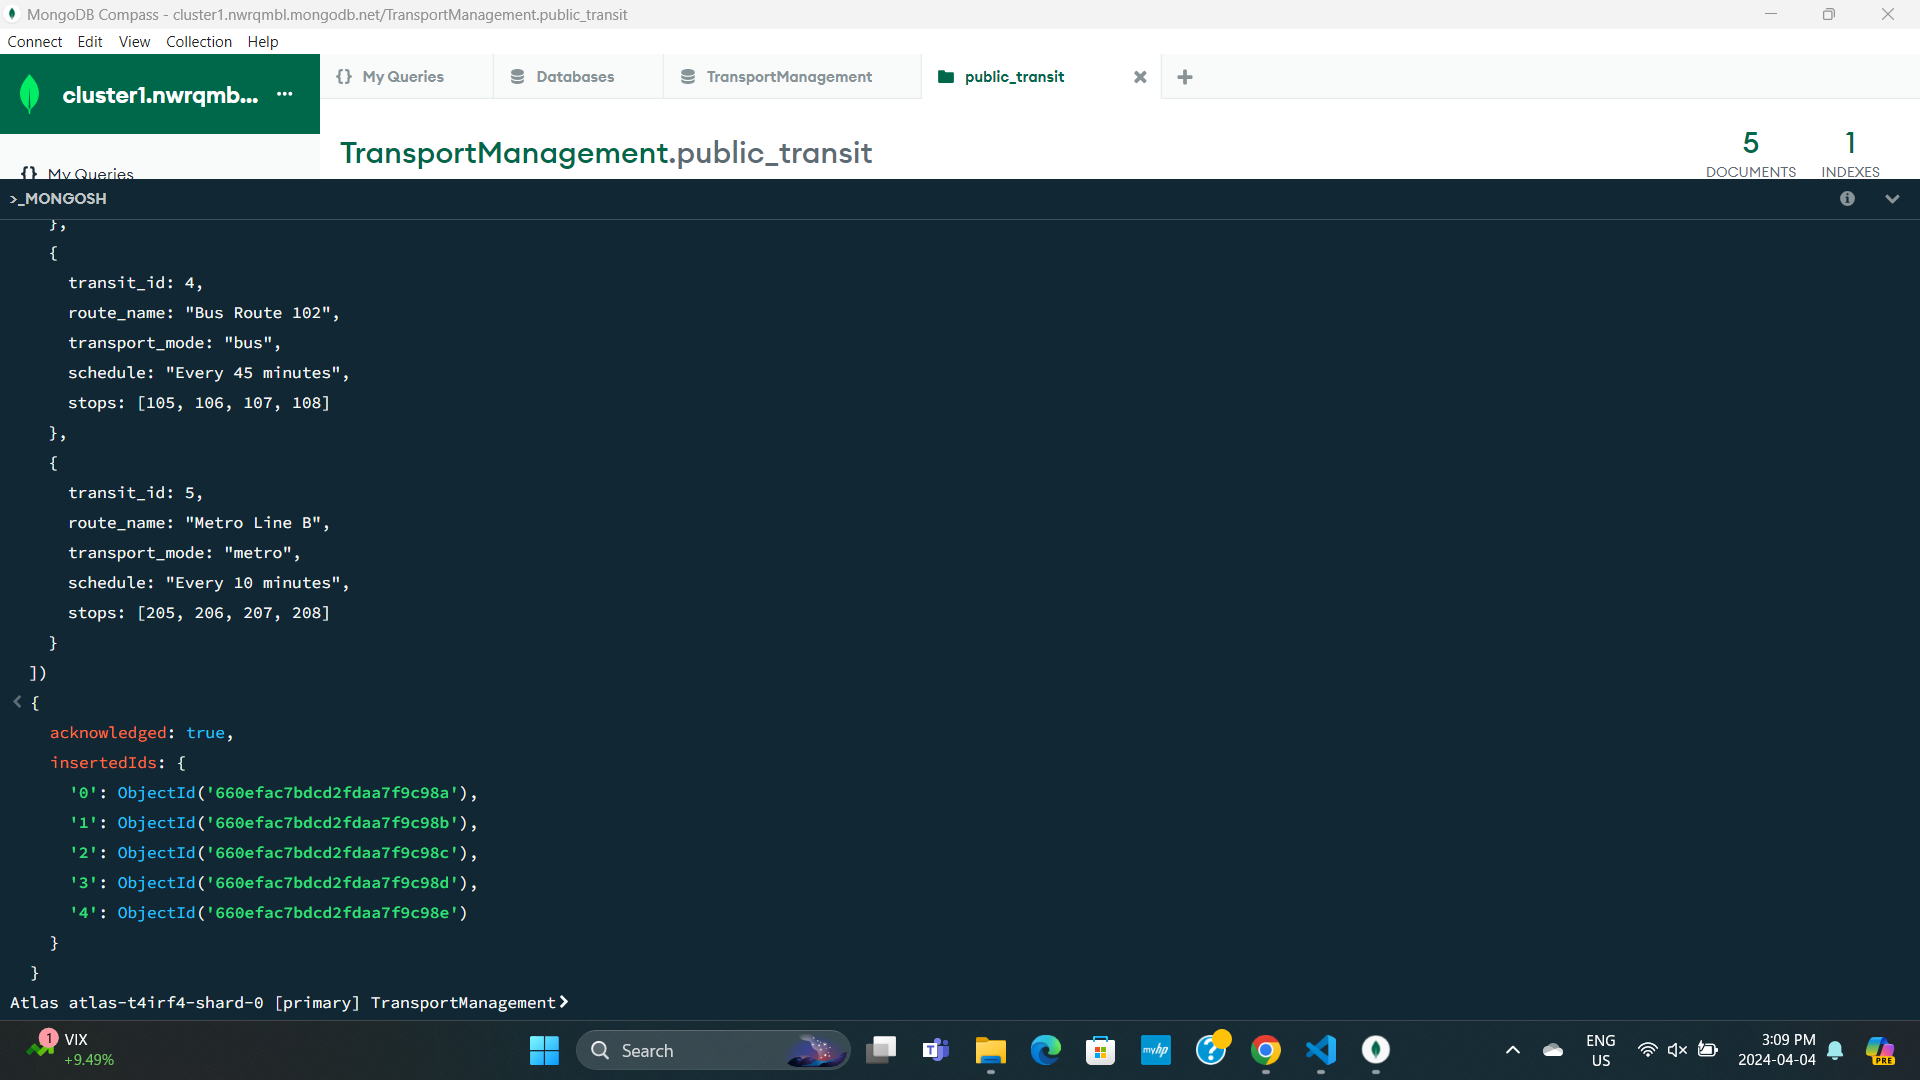 MongoDB Compass - cluster1.nwrqmbl.mongodb.net/TransportManagement.public_transit
Connect Edit View Collection Help
cluster1.nwrqmb... ...
{} My Queries
Databases
TransportManagement
public_transit
TransportManagement.public_transit
5
DOCUMENTS
1
INDEXES
{} My Queries
>_MONGOSH
},
{
transit_id: 4,
route_name: "Bus Route 102",
transport_mode: "bus",
schedule: "Every 45 minutes",
stops: [105, 106, 107, 108]
},
{
transit_id: 5,
route_name: "Metro Line B",
transport_mode: "metro",
schedule: "Every 10 minutes",
stops: [205, 206, 207, 208]
}
])
< {
acknowledged: true,
insertedIds: {
'0': ObjectId('660efac7bdcd2fdaa7f9c98a'),
'1': ObjectId('660efac7bdcd2fdaa7f9c98b'),
'2': ObjectId('660efac7bdcd2fdaa7f9c98c'),
'3': ObjectId('660efac7bdcd2fdaa7f9c98d'),
'4': ObjectId('660efac7bdcd2fdaa7f9c98e')
}
}
Atlas atlas-t4irf4-shard-0 [primary] TransportManagement>
1
VIX
+9.49%
Search
T
myhp
?
ENG
US
3:09 PM
2024-04-04
PRE